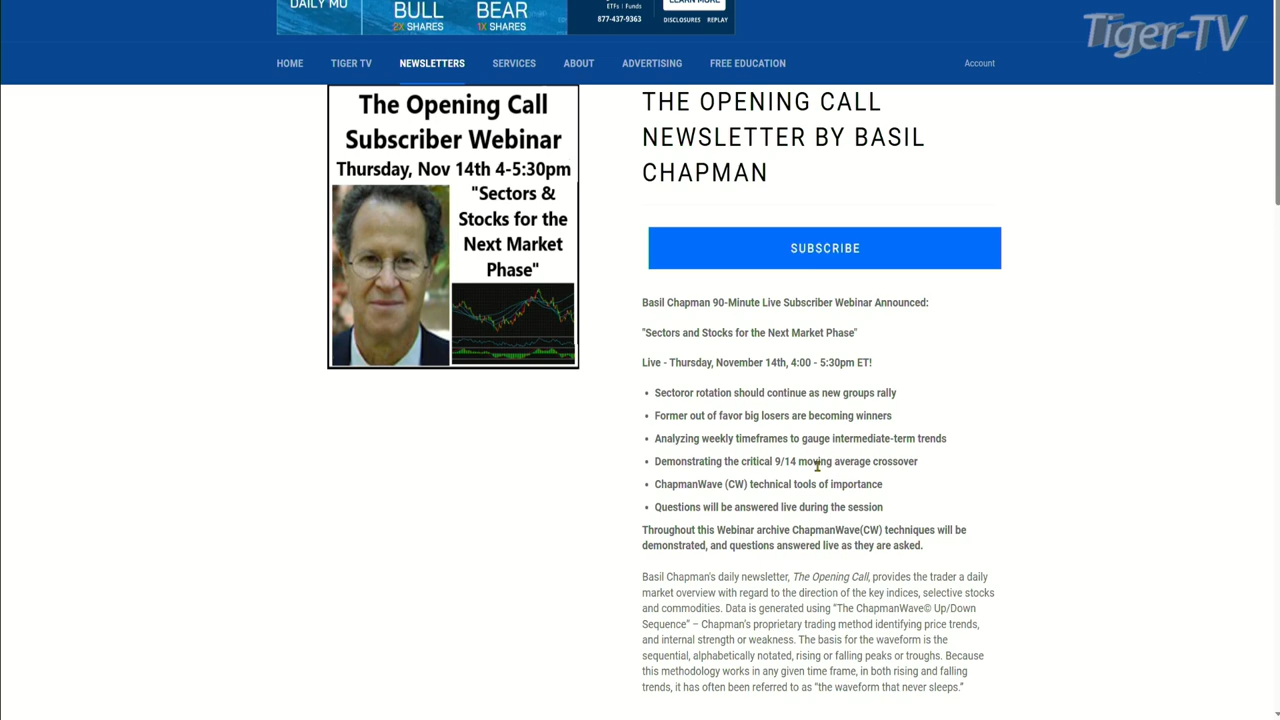 DAILY MO
BULL
2X SHARES
BEAR
1X SHARES
ETFs | Funds
877-437-9363
LEARN MORE
DISCLOSURES REPLAY
Tiger-TV
HOME TIGER TV NEWSLETTERS SERVICES ABOUT ADVERTISING FREE EDUCATION Account
The Opening Call
Subscriber Webinar
Thursday, Nov 14th 4-5:30pm
"Sectors &
Stocks for the
Next Market
Phase"
THE OPENING CALL
NEWSLETTER BY BASIL
CHAPMAN
SUBSCRIBE
Basil Chapman 90-Minute Live Subscriber Webinar Announced:
"Sectors and Stocks for the Next Market Phase"
Live - Thursday, November 14th, 4:00 - 5:30pm ET!
• Sectoror rotation should continue as new groups rally
• Former out of favor big losers are becoming winners
• Analyzing weekly timeframes to gauge intermediate-term trends
• Demonstrating the critical 9/14 moving average crossover
• ChapmanWave (CW) technical tools of importance
• Questions will be answered live during the session
Throughout this Webinar archive ChapmanWave(CW) techniques will be
demonstrated, and questions answered live as they are asked.
Basil Chapman's daily newsletter, The Opening Call, provides the trader a daily
market overview with regard to the direction of the key indices, selective stocks
and commodities. Data is generated using “The ChapmanWave© Up/Down
Sequence” – Chapman's proprietary trading method identifying price trends,
and internal strength or weakness. The basis for the waveform is the
sequential, alphabetically notated, rising or falling peaks or troughs. Because
this methodology works in any given time frame, in both rising and falling
trends, it has often been referred to as “the waveform that never sleeps.”